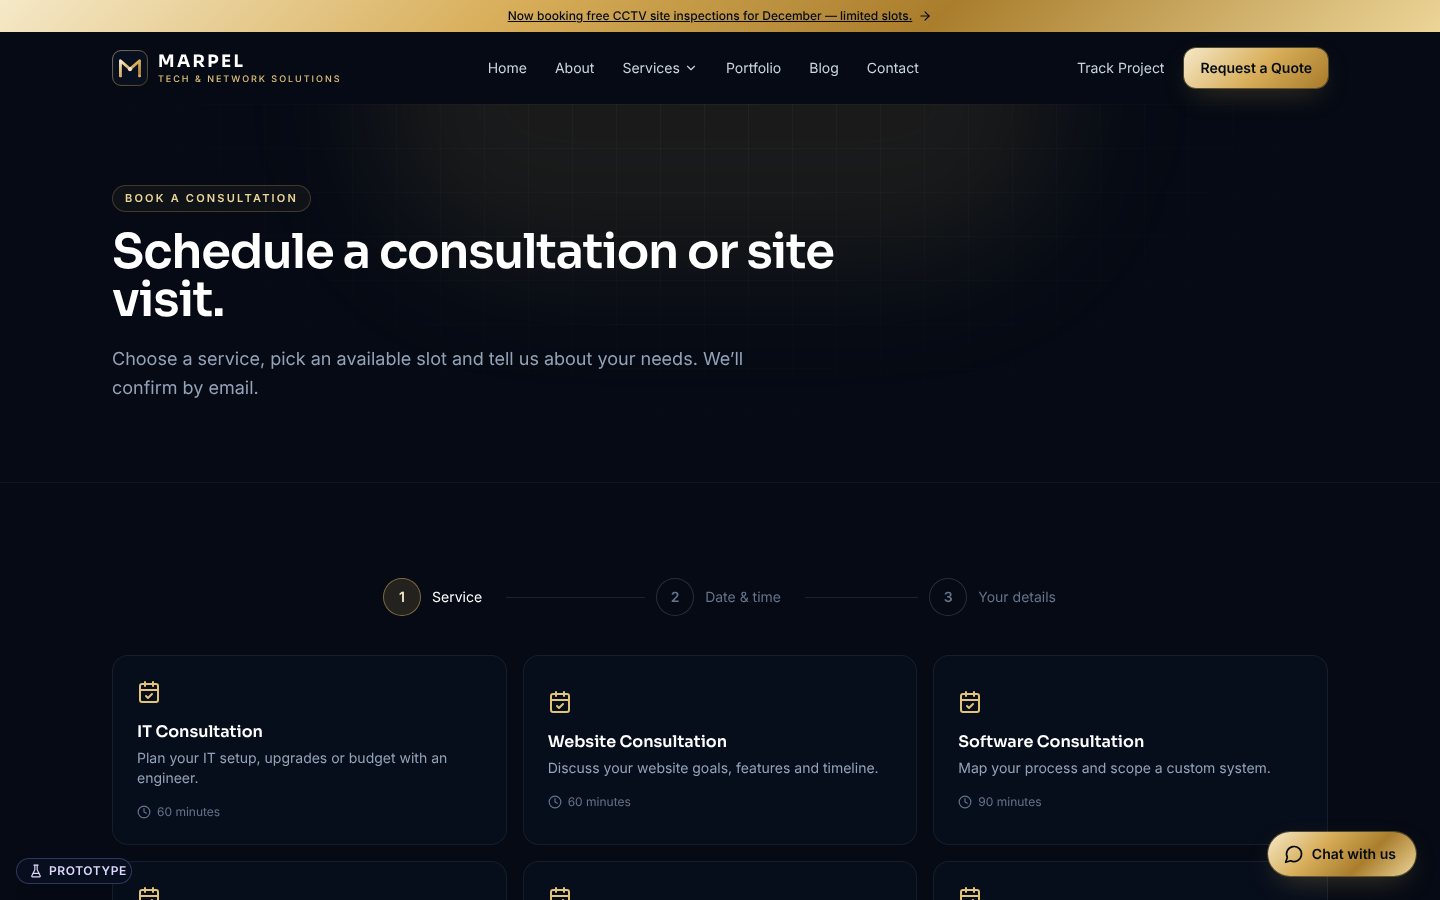 Now booking free CCTV site inspections for December — limited slots.
MARPEL
TECH & NETWORK SOLUTIONS
Home
About
Services
Portfolio
Blog
Contact
Track Project
Request a Quote
BOOK A CONSULTATION
Schedule a consultation or site
visit.
Choose a service, pick an available slot and tell us about your needs. We’ll
confirm by email.
1
Service
2
Date & time
3
Your details
IT Consultation
Plan your IT setup, upgrades or budget with an
engineer.
60 minutes
Website Consultation
Discuss your website goals, features and timeline.
60 minutes
Software Consultation
Map your process and scope a custom system.
90 minutes
PROTOTYPE
Chat with us